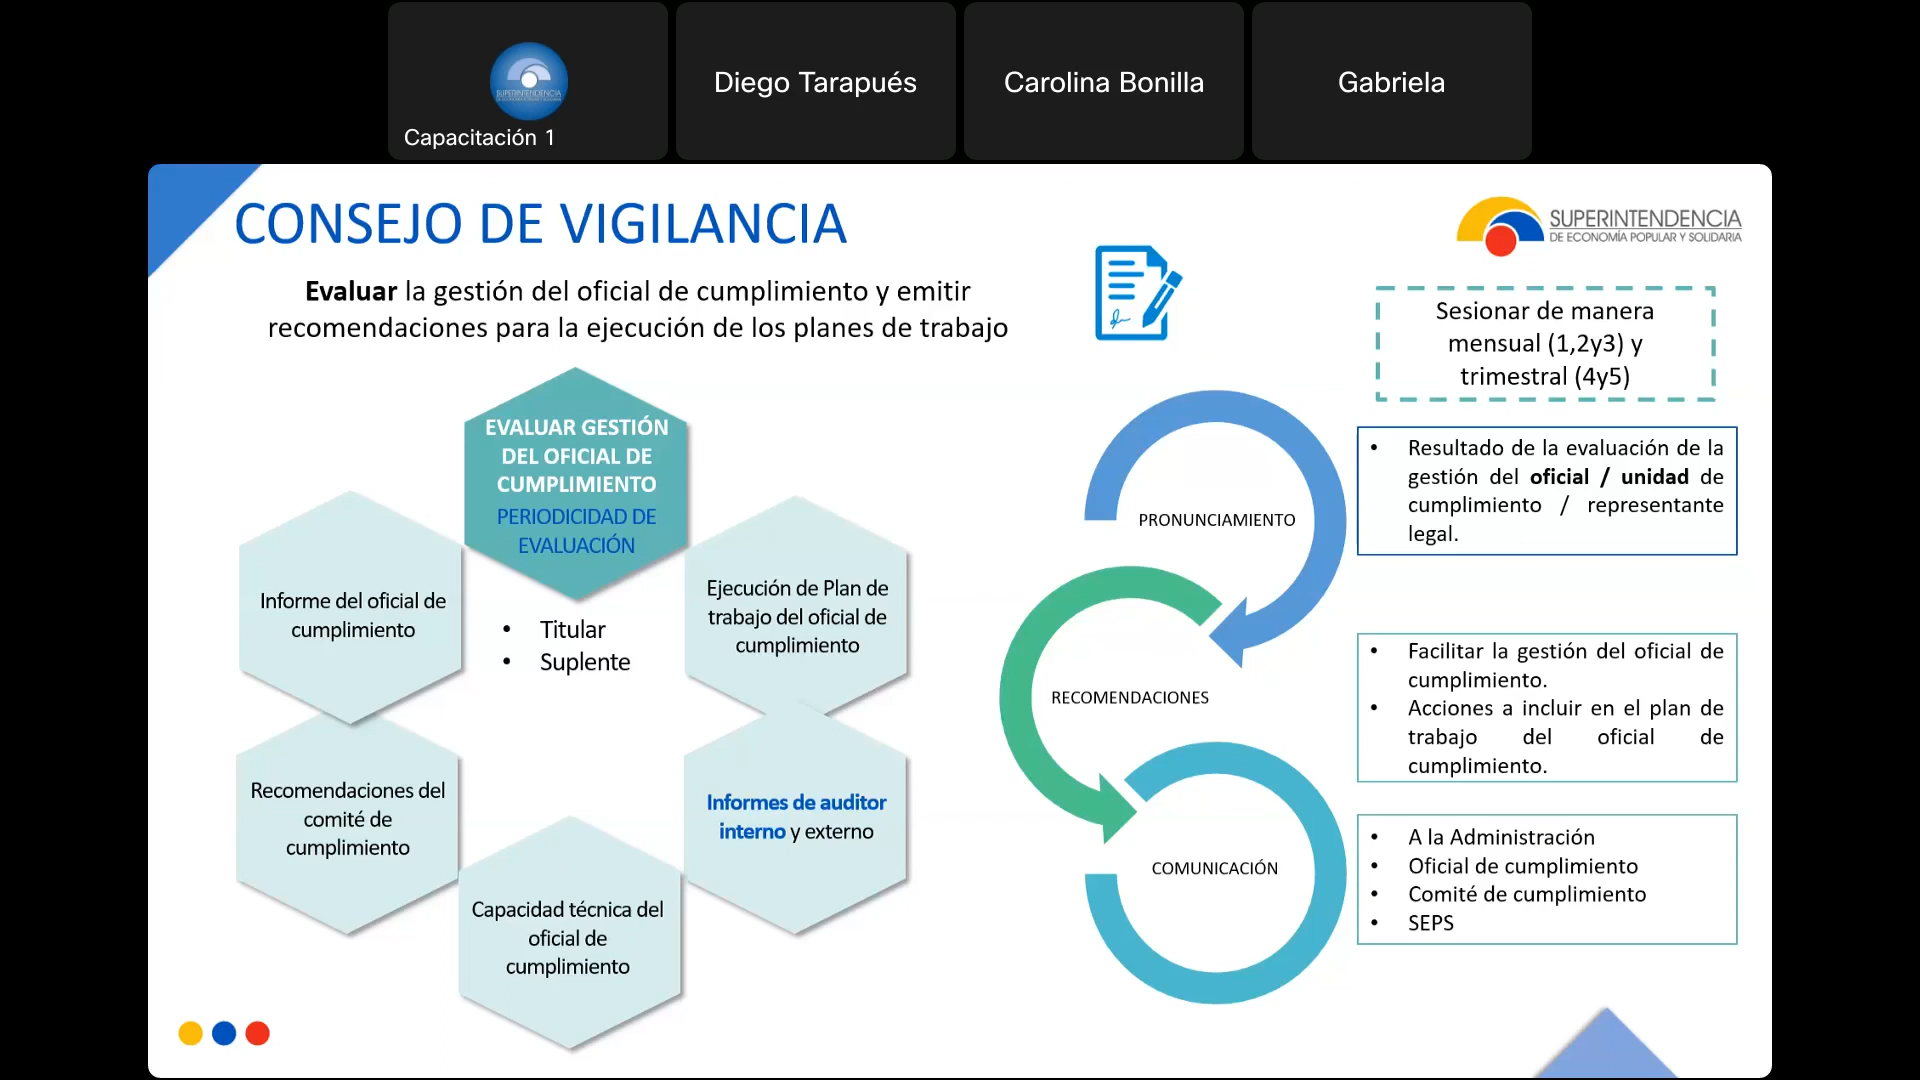 SUPERINTENDENCIA
DE ECONOMÍA POPULAR Y SOLIDARIA
Capacitación 1
Diego Tarapués
Carolina Bonilla
Gabriela
CONSEJO DE VIGILANCIA
SUPERINTENDENCIA
DE ECONOMÍA POPULAR Y SOLIDARIA
Evaluar la gestión del oficial de cumplimiento y emitir
recomendaciones para la ejecución de los planes de trabajo
Sesionar de manera
mensual (1,2y3) y
trimestral (4y5)
EVALUAR GESTIÓN
DEL OFICIAL DE
CUMPLIMIENTO
PERIODICIDAD DE
EVALUACIÓN
Informe del oficial de
cumplimiento
• Titular
• Suplente
Ejecución de Plan de
trabajo del oficial de
cumplimiento
Recomendaciones del
comité de
cumplimiento
Informes de auditor
interno y externo
Capacidad técnica del
oficial de
cumplimiento
PRONUNCIAMIENTO
• Resultado de la evaluación de la
gestión del oficial / unidad de
cumplimiento / representante
legal.
RECOMENDACIONES
• Facilitar la gestión del oficial de
cumplimiento.
• Acciones a incluir en el plan de
trabajo del oficial de
cumplimiento.
COMUNICACIÓN
• A la Administración
• Oficial de cumplimiento
• Comité de cumplimiento
• SEPS